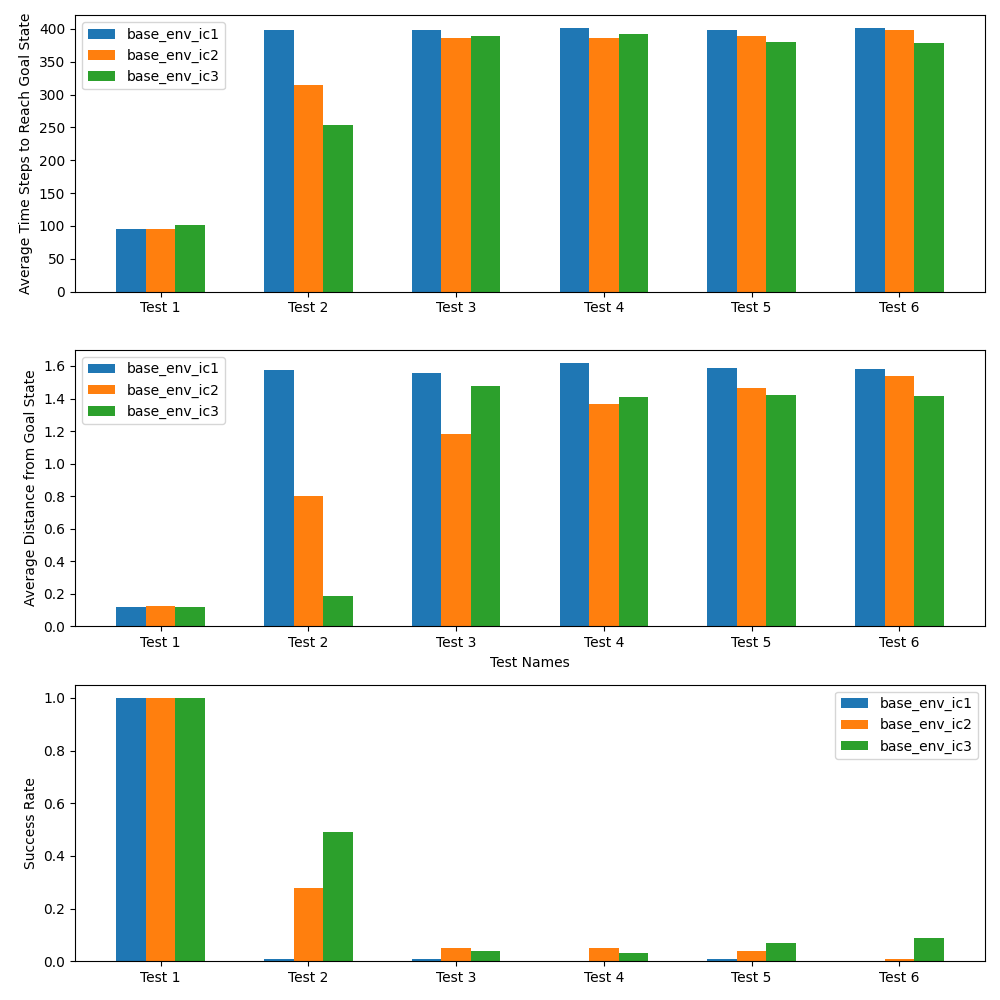 Average Time Steps to Reach Goal State
400
350
300
250
200
150
100
50
0
base_env_ic1
base_env_ic2
base_env_ic3
Test 1 Test 2 Test 3 Test 4 Test 5 Test 6
Average Distance from Goal State
1.6
1.4
1.2
1.0
0.8
0.6
0.4
0.2
0.0
base_env_ic1
base_env_ic2
base_env_ic3
Test 1 Test 2 Test 3 Test 4 Test 5 Test 6
Test Names
Success Rate
1.0
0.8
0.6
0.4
0.2
0.0
base_env_ic1
base_env_ic2
base_env_ic3
Test 1 Test 2 Test 3 Test 4 Test 5 Test 6